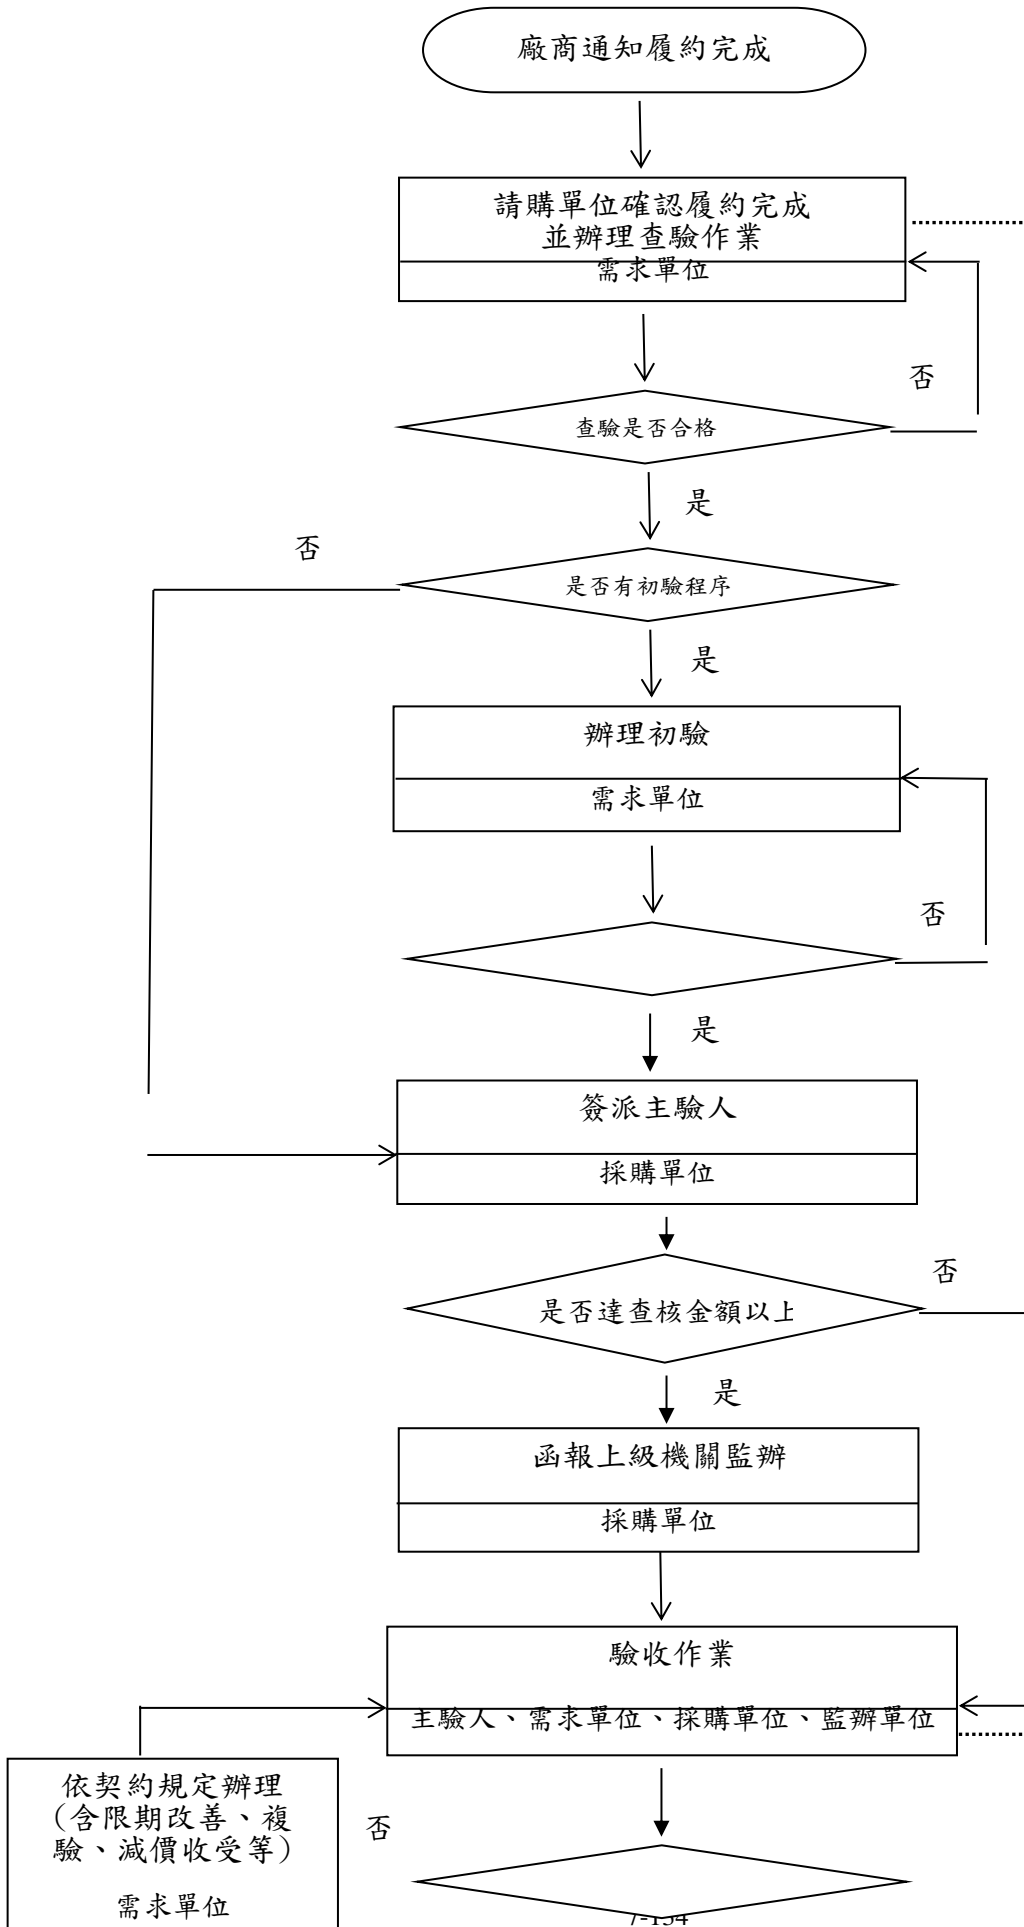 廠商通知履約完成
請購單位確認履約完成
並辦理查驗作業
需求單位
否
查驗是否合格
是
否
是否有初驗程序
是
辦理初驗
需求單位
否
是
簽派主驗人
採購單位
否
是否達查核金額以上
是
函報上級機關監辦
採購單位
驗收作業
主驗人、需求單位、採購單位、監辦單位
依契約規定辦理
(含限期改善、複
驗、減價收受等)
需求單位
否